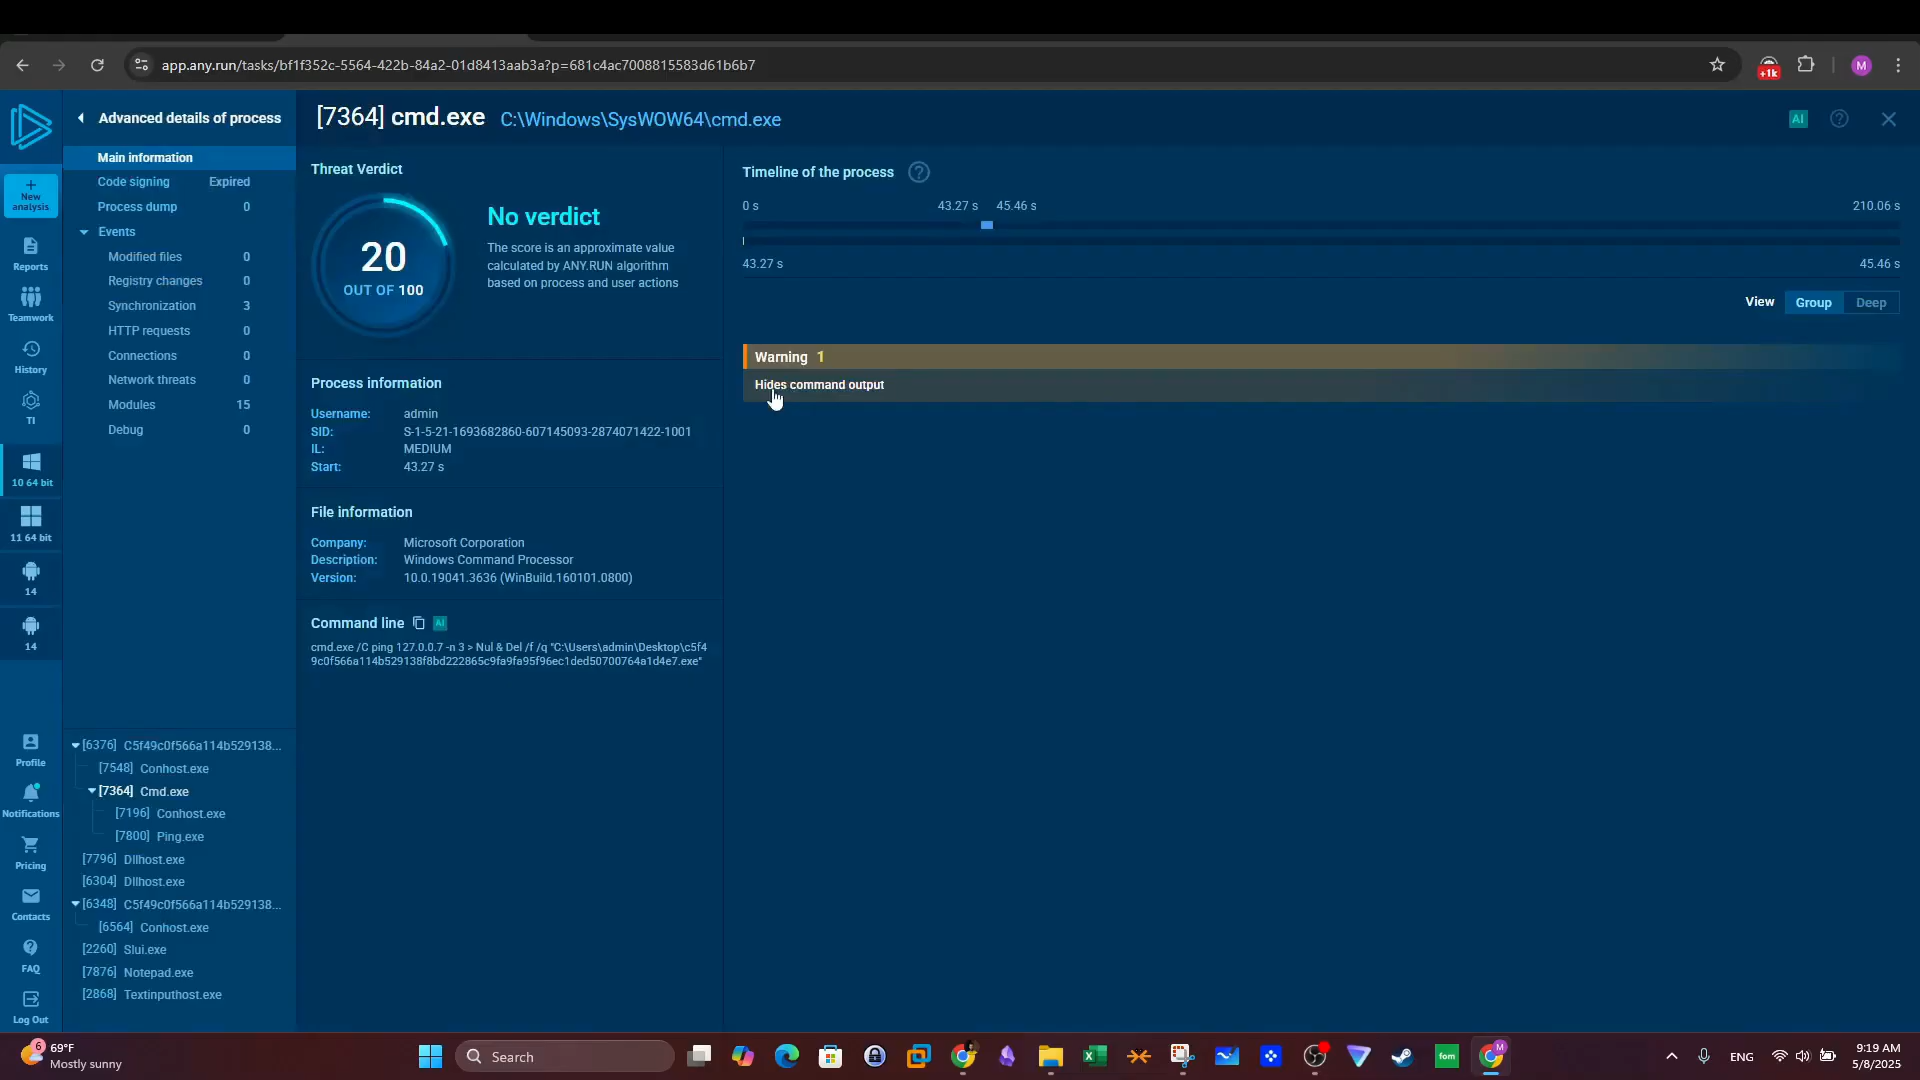 app.any.run/tasks/bf1f352c-5564-422b-84a2-01d8413aab3a?p=681c4ac7008815583d61b6b7
+1k
M
New
analysis
Reports
Teamwork
History
TI
10 64 bit
11 64 bit
14
14
Profile
Notifications
Pricing
Contacts
FAQ
Log Out
Advanced details of process
Main information
Code signing Expired
Process dump 0
Events
Modified files 0
Registry changes 0
Synchronization 3
HTTP requests 0
Connections 0
Network threats 0
Modules 15
Debug 0
[6376] C5f49c0f566a114b529138...
[7548] Conhost.exe
[7364] Cmd.exe
[7196] Conhost.exe
[7800] Ping.exe
[7796] Dllhost.exe
[6304] Dllhost.exe
[6348] C5f49c0f566a114b529138...
[6564] Conhost.exe
[2260] Slui.exe
[7876] Notepad.exe
[2868] Textinputhost.exe
[7364] cmd.exe C:\Windows\SysWOW64\cmd.exe
AI
Threat Verdict
20
OUT OF 100
No verdict
The score is an approximate value
calculated by ANY.RUN algorithm
based on process and user actions
Process information
Username: admin
SID: S-1-5-21-1693682860-607145093-2874071422-1001
IL: MEDIUM
Start: 43.27 s
File information
Company: Microsoft Corporation
Description: Windows Command Processor
Version: 10.0.19041.3636 (WinBuild.160101.0800)
Command line AI
cmd.exe /C ping 127.0.0.7 -n 3 > Nul & Del /f /q "C:\Users\admin\Desktop\c5f4
9c0f566a114b529138f8bd222865c9fa9fa95f96ec1ded50700764a1d4e7.exe"
Timeline of the process ?
0 s 43.27 s 45.46 s 210.06 s
43.27 s 45.46 s
View Group Deep
Warning 1
Hides command output
6
69°F
Mostly sunny
Search
fom
M
ENG
9:19 AM
5/8/2025